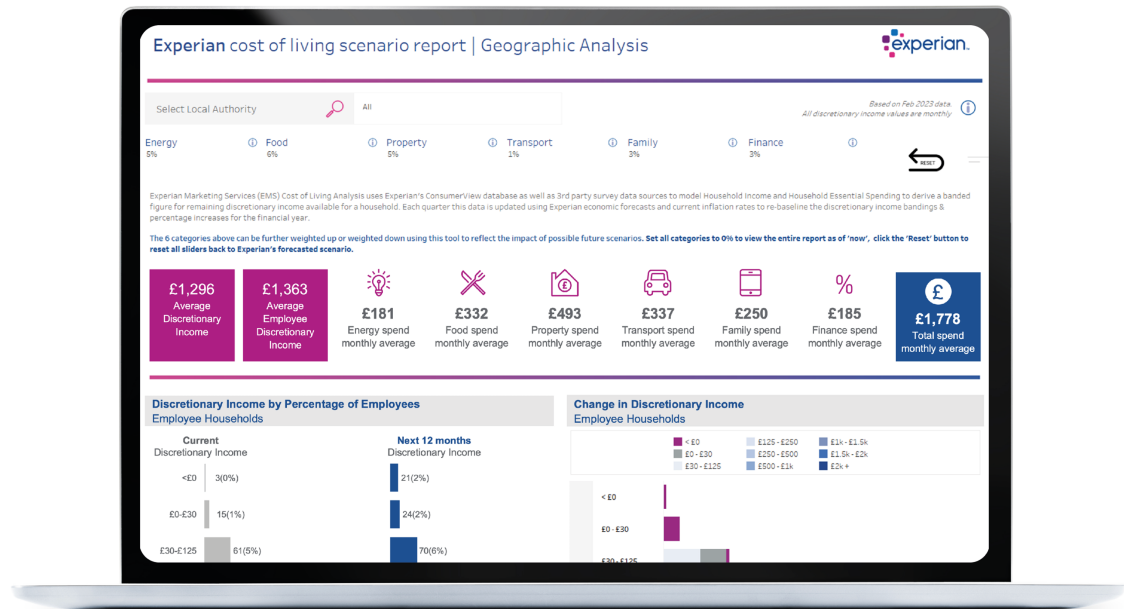 Experian cost of living scenario report | Geographic Analysis
experian.
Select Local Authority
All
Based on Feb 2023 data.
All discretionary income values are monthly
Energy
5%
Food
6%
Property
5%
Transport
1%
Family
3%
Finance
3%
RESET
Experian Marketing Services (EMS) Cost of Living Analysis uses Experian's ConsumerView database as well as 3rd party survey data sources to model Household Income and Household Essential Spending to derive a banded
figure for remaining discretionary income available for a household. Each quarter this data is updated using Experian economic forecasts and current inflation rates to re-baseline the discretionary income bandings &
percentage increases for the financial year.
The 6 categories above can be further weighted up or weighted down using this tool to reflect the impact of possible future scenarios. Set all categories to 0% to view the entire report as of 'now', click the 'Reset' button to
reset all sliders back to Experian's forecasted scenario.
£1,296
Average
Discretionary
Income
£1,363
Average
Employee
Discretionary
Income
£181
Energy spend
monthly average
£332
Food spend
monthly average
£
£493
Property spend
monthly average
£337
Transport spend
monthly average
£250
Family spend
monthly average
%
£185
Finance spend
monthly average
£
£1,778
Total spend
monthly average
Discretionary Income by Percentage of Employees
Employee Households
Current
Discretionary Income
Next 12 months
Discretionary Income
<£0
3(0%)
21(2%)
£0-£30
15(1%)
24(2%)
£30-£125
61(5%)
70(6%)
Change in Discretionary Income
Employee Households
< £0
£125 - £250
£1k - £1.5k
£0 - £30
£250 - £500
£1.5k - £2k
£30 - £125
£500 - £1k
£2k +
< £0
£0 - £30
£30 - £125